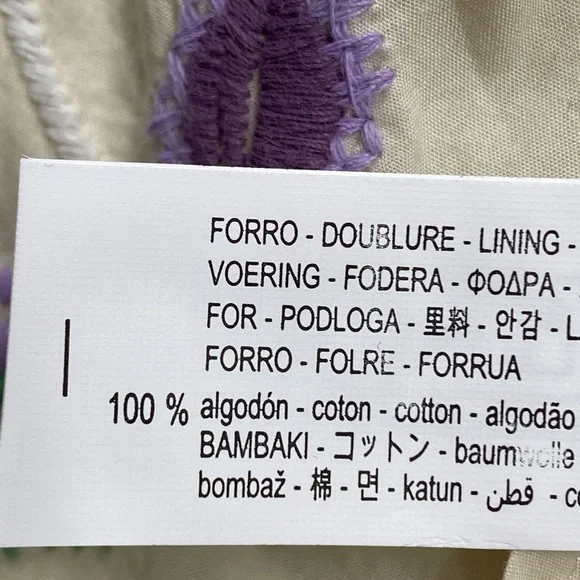 FORRO - DOUBLURE - LINING -
VOERING - FODERA - ΦΟΔΡΑ -
FOR - PODLOGA - 里料 - 안감 - L
FORRO - FOLRE - FORRUA
100 % algodón - coton - cotton - algodão
BAMBAKI - コットン - baumwolle
bombaž - 棉 - 면 - katun - قطن - co